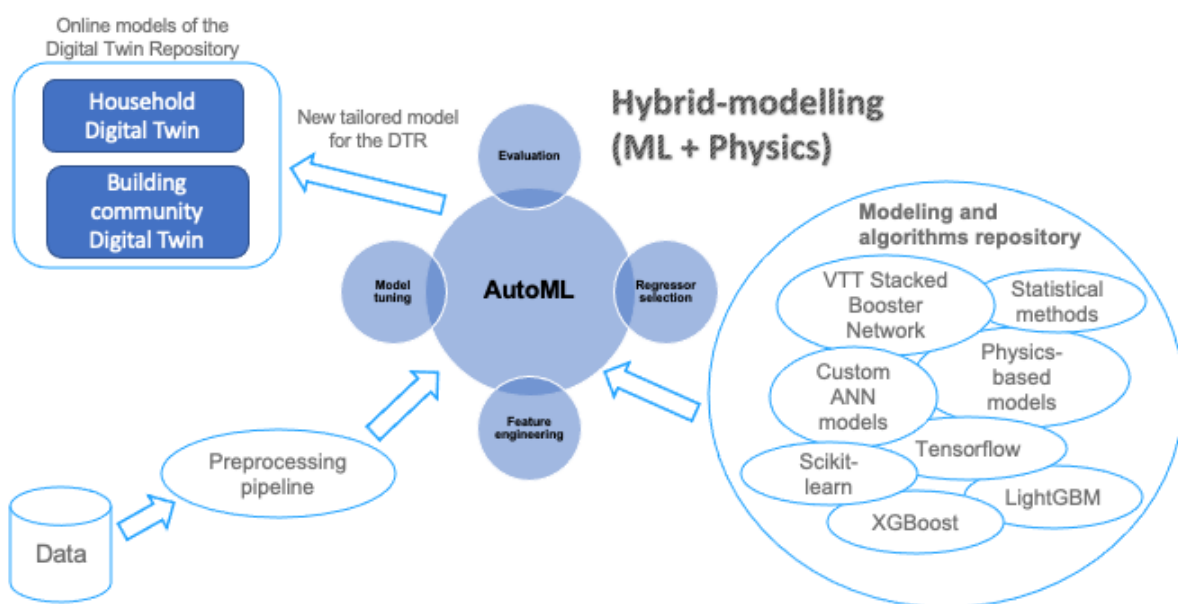 Online models of the
Digital Twin Repository
Household
Digital Twin
Building
community
Digital Twin
New tailored model
for the DTR
Hybrid-modelling
(ML + Physics)
Evaluation
Model
tuning
AutoML
Regressor
selection
Feature
engineering
Modeling and
algorithms repository
VTT Stacked
Booster
Network
Statistical
methods
Physics-
based
models
Custom
ANN
models
Tensorflow
Scikit-
learn
LightGBM
XGBoost
Preprocessing
pipeline
Data